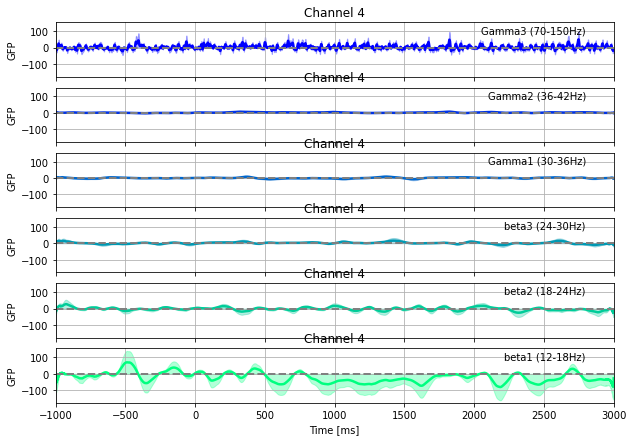 Channel 4
100
0
−100
GFP
Gamma3 (70-150Hz)
Channel 4
100
0
−100
GFP
Gamma2 (36-42Hz)
Channel 4
100
0
−100
GFP
Gamma1 (30-36Hz)
Channel 4
100
0
−100
GFP
beta3 (24-30Hz)
Channel 4
100
0
−100
GFP
beta2 (18-24Hz)
Channel 4
100
0
−100
GFP
beta1 (12-18Hz)
−1000 −500 0 500 1000 1500 2000 2500 3000
Time [ms]